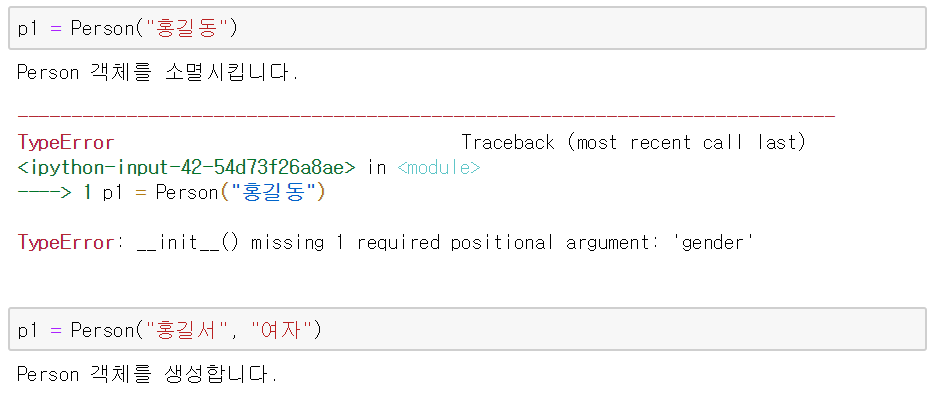 p1 = Person("홍길동")
Person 객체를 소멸시킵니다.
---------------------------------------------------------------------------
TypeError                                 Traceback (most recent call last)
<ipython-input-42-54d73f26a8ae> in <module>
----> 1 p1 = Person("홍길동")

TypeError: __init__() missing 1 required positional argument: 'gender'
p1 = Person("홍길서", "여자")
Person 객체를 생성합니다.